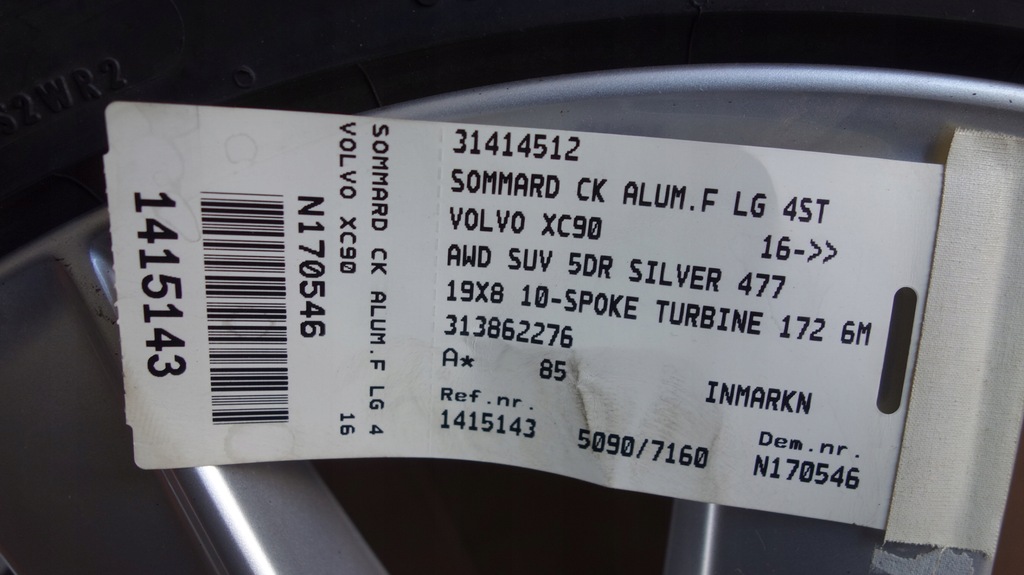 52WR2
1415143
N170546
VOLVO XC90 16
SOMMARD CK ALUM.F LG 4
31414512
SOMMARD CK ALUM.F LG 4ST
VOLVO XC90 16->>
AWD SUV 5DR SILVER 477
19X8 10-SPOKE TURBINE 172 6M
313862276
A* 85
INMARKN
Ref.nr. Dem.nr.
1415143 5090/7160 N170546